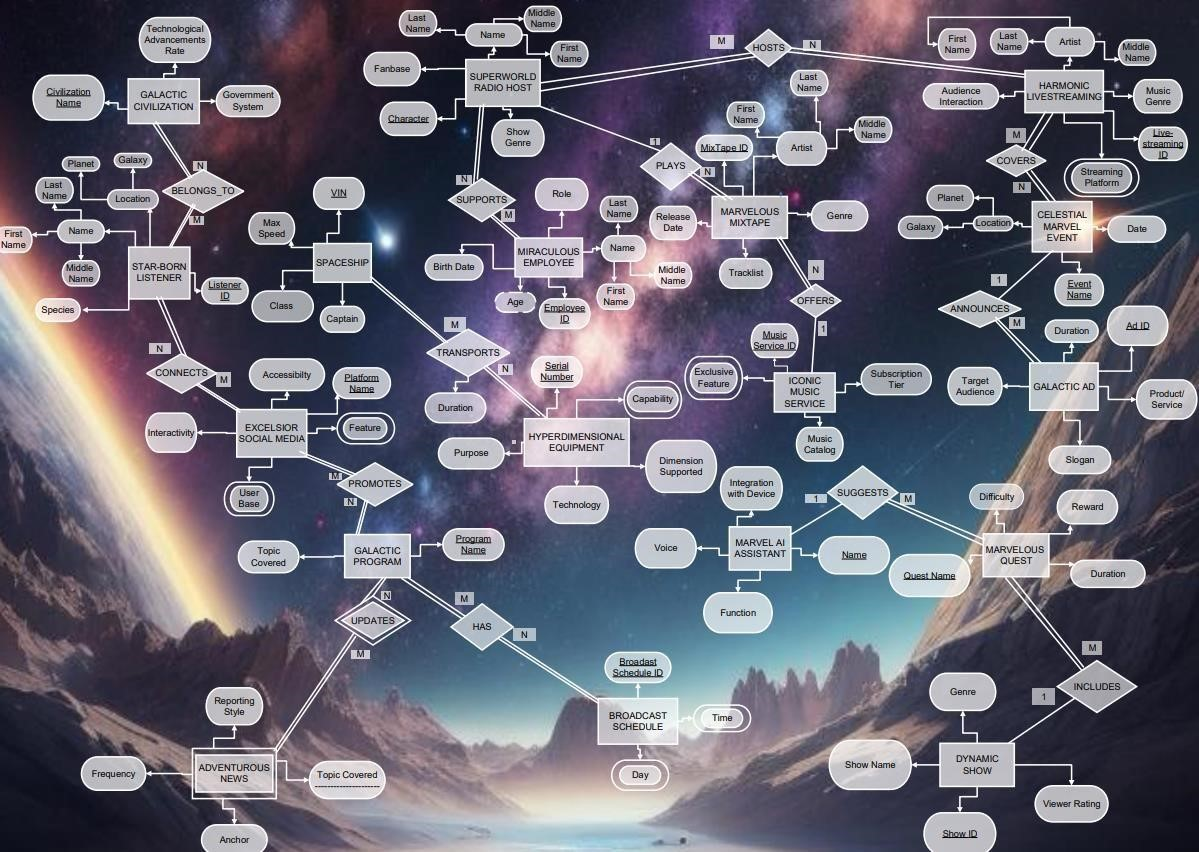 Technological
Advancements
Rate
Civilization
Name
GALACTIC
CIVILIZATION
Government
System
Last
Name
Middle
Name
Name
First
Name
Fanbase
SUPERWORLD
RADIO HOST
Character
Show
Genre
M
HOSTS
N
First
Name
Last
Name
Artist
Middle
Name
Audience
Interaction
HARMONIC
LIVESTREAMING
Music
Genre
Live-
streaming
ID
Streaming
Platform
M
COVERS
N
N
BELONGS_TO
M
Planet
Galaxy
Last
Name
Location
First
Name
Name
Middle
Name
STAR-BORN
LISTENER
Listener
ID
Species
VIN
Max
Speed
SPACESHIP
Class
Captain
N
SUPPORTS
M
Role
Last
Name
Name
Middle
Name
First
Name
MIRACULOUS
EMPLOYEE
Birth Date
Age
Employee
ID
1
PLAYS
N
Last
Name
First
Name
Middle
Name
MixTape ID
Artist
Release
Date
MARVELOUS
MIXTAPE
Genre
Tracklist
Planet
Galaxy
Location
CELESTIAL
MARVEL
EVENT
Date
Event
Name
1
ANNOUNCES
M
N
OFFERS
1
N
CONNECTS
M
M
TRANSPORTS
N
Duration
Serial
Number
Capability
HYPERDIMENSIONAL
EQUIPMENT
Purpose
Technology
Dimension
Supported
Music
Service ID
Exclusive
Feature
ICONIC
MUSIC
SERVICE
Subscription
Tier
Music
Catalog
Duration
Ad ID
Target
Audience
GALACTIC AD
Product/
Service
Slogan
Accessibilty
Platform
Name
Interactivity
EXCELSIOR
SOCIAL MEDIA
Feature
User
Base
M
PROMOTES
N
Integration
with Device
Voice
MARVEL AI
ASSISTANT
Name
Function
1
SUGGESTS
M
Difficulty
Reward
Quest Name
MARVELOUS
QUEST
Duration
Topic
Covered
GALACTIC
PROGRAM
Program
Name
N
UPDATES
M
M
HAS
N
Broadast
Schedule ID
BROADCAST
SCHEDULE
Time
Day
M
INCLUDES
1
Genre
Show Name
DYNAMIC
SHOW
Viewer Rating
Show ID
Reporting
Style
Frequency
ADVENTUROUS
NEWS
Topic Covered
Anchor